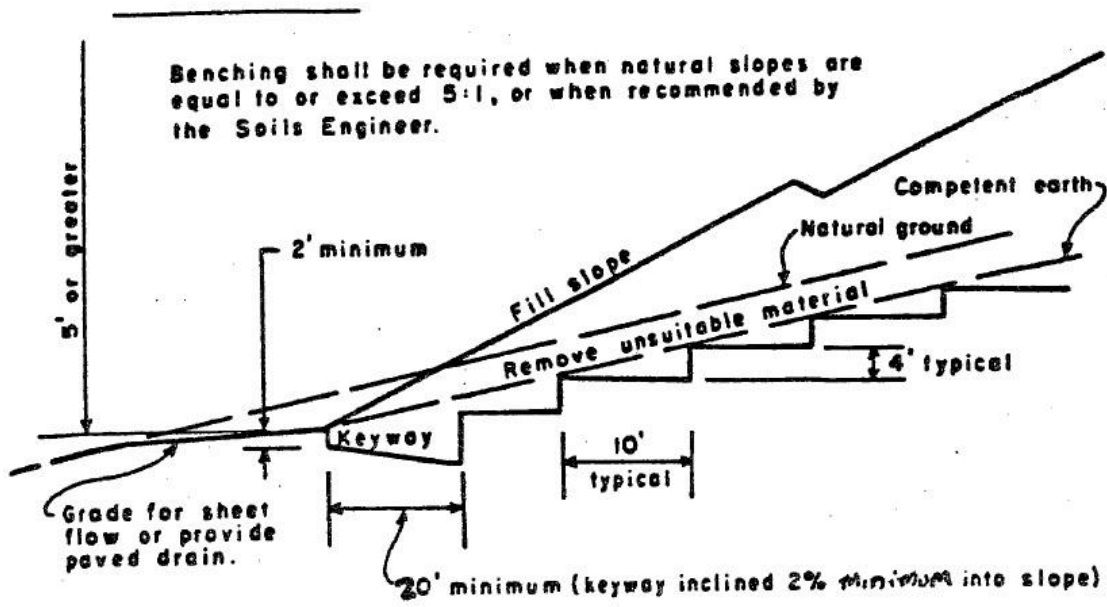 Benching shall be required when natural slopes are
equal to or exceed 5:1, or when recommended by
the Soils Engineer.
5' or greater
2' minimum
Fill slope
Competent earth
Natural ground
Remove unsuitable material
4' typical
Keyway
10'
typical
Grade for sheet
flow or provide
paved drain.
20' minimum (keyway inclined 2% minimum into slope)